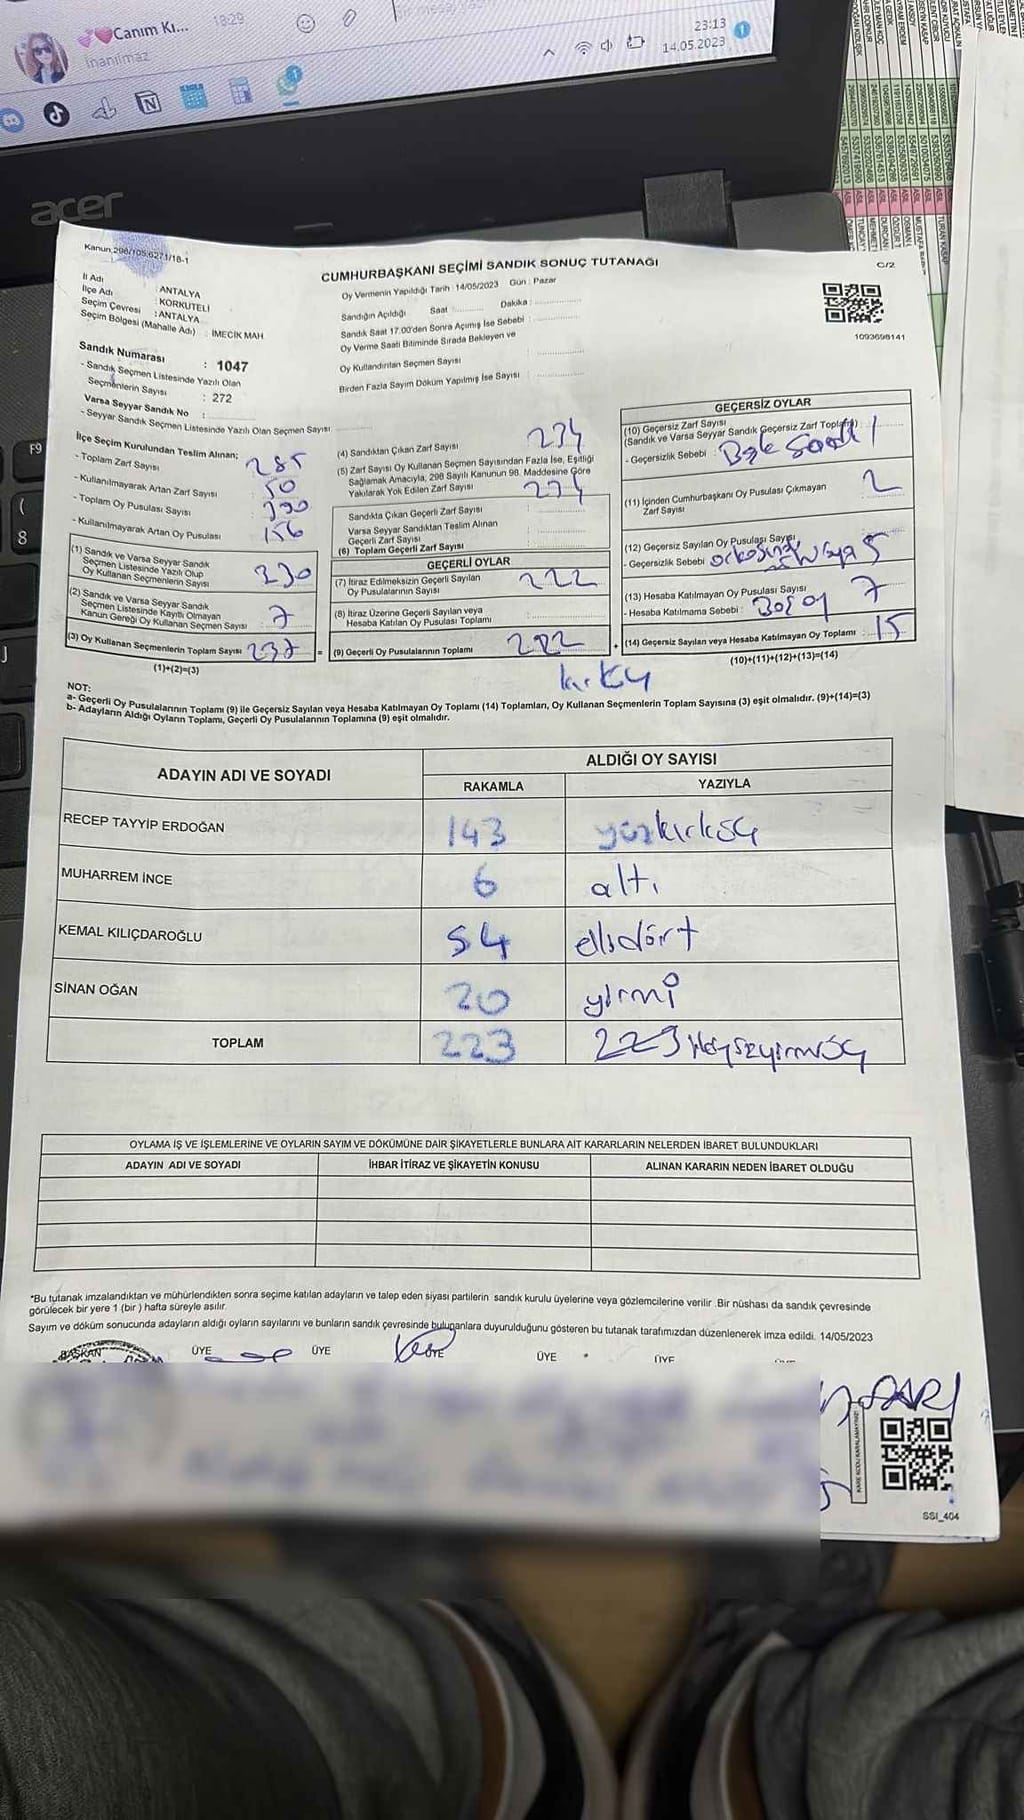 Canım Kı...
18:29
inanılmaz
23:13
14.05.2023
acer
F9
8
J
Kanun 298/105,6271/18-1
CUMHURBAŞKANI SEÇİMİ SANDIK SONUÇ TUTANAĞI
C/2
İl Adı : ANTALYA
İlçe Adı : KORKUTELİ
Seçim Çevresi : ANTALYA
Seçim Bölgesi (Mahalle Adı) : İMECİK MAH
Oy Vermenin Yapıldığı Tarih 14/05/2023 Gün : Pazar
Sandığın Açıldığı Saat Dakika :
Sandık Saat 17:00'den Sonra Açımış İse Sebebi :
Oy Verme Saati Bitiminde Sırada Bekleyen ve
Oy Kullandırılan Seçmen Sayısı
Birden Fazla Sayım Döküm Yapılmış İse Sayısı
1093698141
Sandık Numarası : 1047
- Sandık Seçmen Listesinde Yazılı Olan
Seçmenlerin Sayısı : 272
Varsa Seyyar Sandık No :
- Seyyar Sandık Seçmen Listesinde Yazılı Olan Seçmen Sayısı
İlçe Seçim Kurulundan Teslim Alınan;
- Toplam Zarf Sayısı 285
- Kullanılmayarak Artan Zarf Sayısı 50
- Toplam Oy Pusulası Sayısı 390
- Kullanılmayarak Artan Oy Pusulası 156
(1) Sandık ve Varsa Seyyar Sandık
Seçmen Listesinde Yazılı Olup
Oy Kullanan Seçmenlerin Sayısı 230
(2) Sandık ve Varsa Seyyar Sandık
Seçmen Listesinde Kayıtlı Olmayan
Kanun Gereği Oy Kullanan Seçmen Sayısı 7
(3) Oy Kullanan Seçmenlerin Toplam Sayısı 237
(1)+(2)=(3)
(4) Sandıktan Çıkan Zarf Sayısı 234
(5) Zarf Sayısı Oy Kullanan Seçmen Sayısından Fazla İse, Eşitliği
Sağlamak Amacıyla, 298 Sayılı Kanunun 98. Maddesine Göre
Yakılarak Yok Edilen Zarf Sayısı 234
Sandıkta Çıkan Geçerli Zarf Sayısı
Varsa Seyyar Sandıktan Teslim Alınan
Geçerli Zarf Sayısı
(6) Toplam Geçerli Zarf Sayısı
GEÇERLİ OYLAR
(7) İtiraz Edilmeksizin Geçerli Sayılan
Oy Pusulalarının Sayısı 222
(8) İtiraz Üzerine Geçerli Sayılan veya
Hesaba Katılan Oy Pusulası Toplamı
= (9) Geçerli Oy Pusulalarının Toplamı 222
GEÇERSİZ OYLAR
(10) Geçersiz Zarf Sayısı
(Sandık ve Varsa Seyyar Sandık Geçersiz Zarf Toplamı)
- Geçersizlik Sebebi : 1
(11) İçinden Cumhurbaşkanı Oy Pusulası Çıkmayan
Zarf Sayısı 2
(12) Geçersiz Sayılan Oy Pusulası Sayısı
- Geçersizlik Sebebi 5
(13) Hesaba Katılmayan Oy Pusulası Sayısı
- Hesaba Katılmama Sebebi : Boş oy 7
+ (14) Geçersiz Sayılan veya Hesaba Katılmayan Oy Toplamı 15
(10)+(11)+(12)+(13)=(14)
NOT:
a- Geçerli Oy Pusulalarının Toplamı (9) ile Geçersiz Sayılan veya Hesaba Katılmayan Oy Toplamı (14) Toplamları, Oy Kullanan Seçmenlerin Toplam Sayısına (3) eşit olmalıdır. (9)+(14)=(3)
b- Adayların Aldığı Oyların Toplamı, Geçerli Oy Pusulalarının Toplamına (9) eşit olmalıdır.
ADAYIN ADI VE SOYADI ALDIĞI OY SAYISI
RAKAMLA YAZIYLA
RECEP TAYYİP ERDOĞAN 143 yüzkırküç
MUHARREM İNCE 6 altı
KEMAL KILIÇDAROĞLU 54 ellidört
SİNAN OĞAN 20 yirmi
TOPLAM 223 223
OYLAMA İŞ VE İŞLEMLERİNE VE OYLARIN SAYIM VE DÖKÜMÜNE DAİR ŞİKAYETLERLE BUNLARA AİT KARARLARIN NELERDEN İBARET BULUNDUKLARI
ADAYIN ADI VE SOYADI İHBAR İTİRAZ VE ŞİKAYETİN KONUSU ALINAN KARARIN NEDEN İBARET OLDUĞU
*Bu tutanak imzalandıktan ve mühürlendikten sonra seçime katılan adayların ve talep eden siyasi partilerin sandık kurulu üyelerine veya gözlemcilerine verilir .Bir nüshası da sandık çevresinde
görülecek bir yere 1 (bir ) hafta süreyle asılır.
Sayım ve döküm sonucunda adayların aldığı oyların sayılarını ve bunların sandık çevresinde bulunanlara duyurulduğunu gösteren bu tutanak tarafımızdan düzenlenerek imza edildi. 14/05/2023
BAŞKAN ÜYE ÜYE ÜYE ÜYE ÜYE
SSI_404